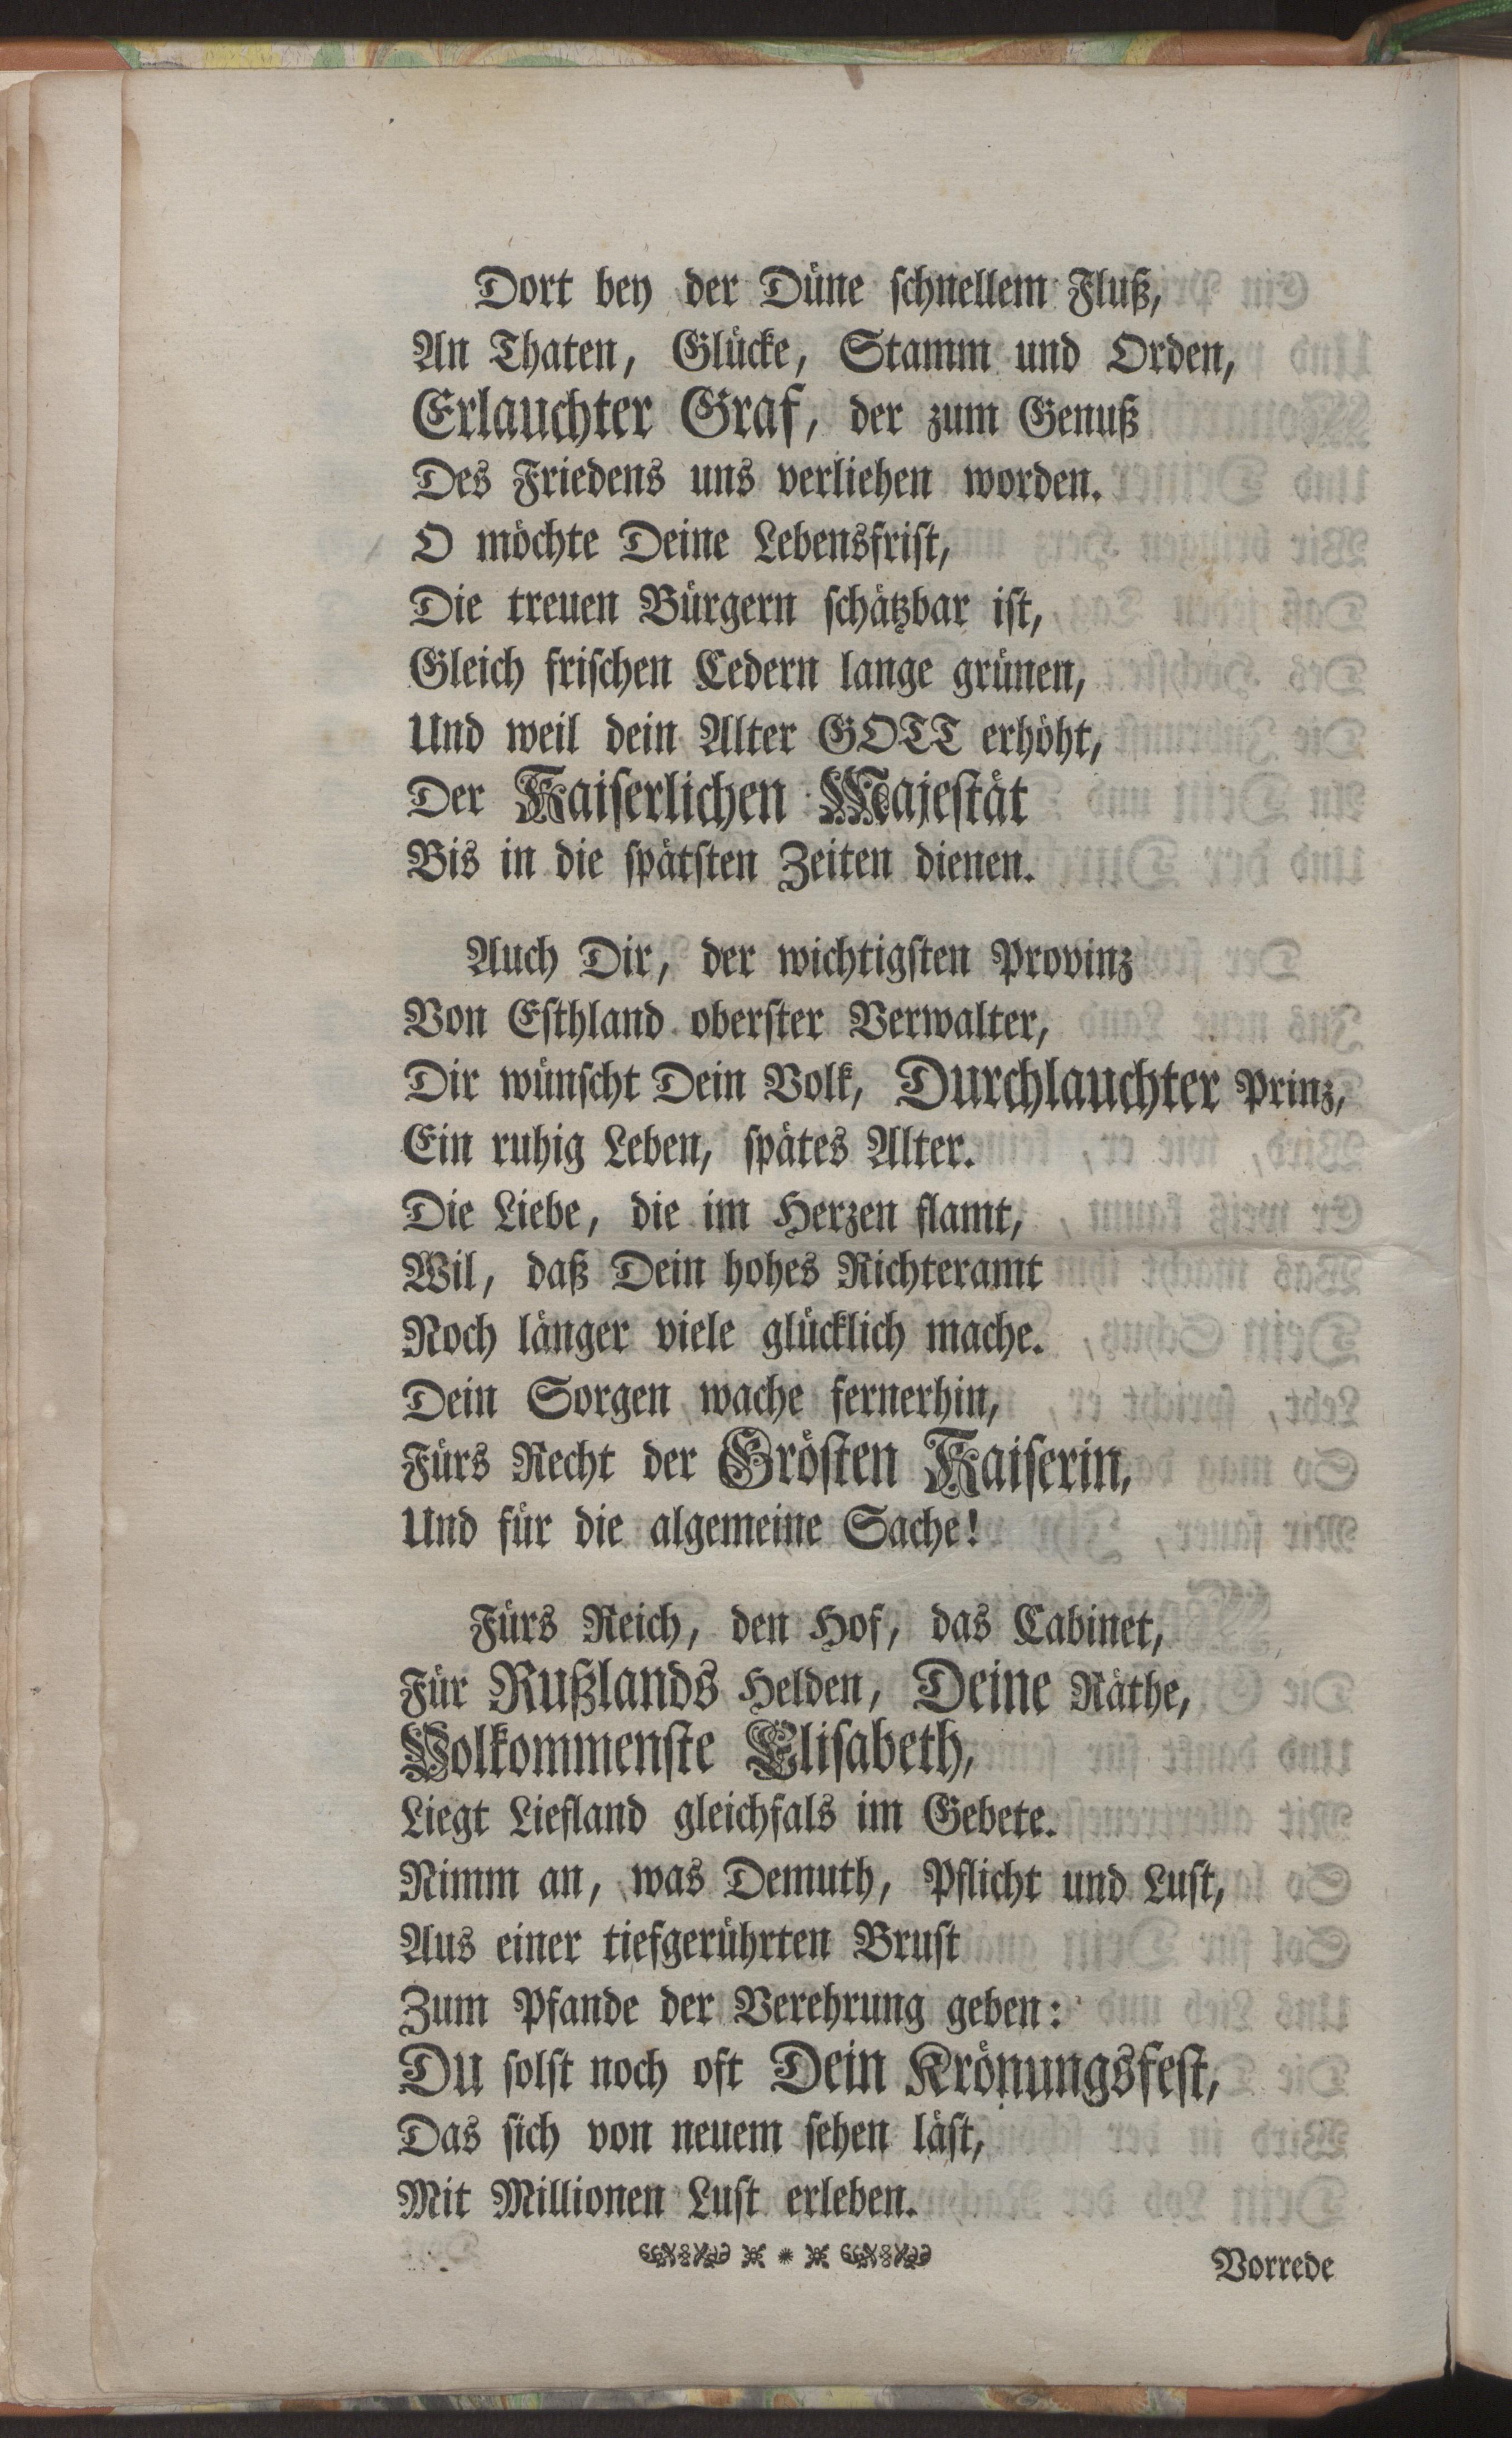 Dort bey der Düne schnellem Fluß,
An Thaten, Glücke, Stamm und Orden,
Erlauchter Graf, der zum Genuß
Des Friedens uns verliehen worden.
O möchte Deine Lebensfrist,
Die treuen Bürgern schätzbar ist,
Gleich frischen Cedern lange grünen,
Und weil dein Alter GOTT erhöht,
Der Kaiserlichen Majestät
Bis in die spätsten Zeiten dienen.
Auch Dir, der wichtigsten Provinz
Von Esthland oberster Verwalter,
Dir wünscht Dein Volk, Durchlauchter Prinz,
Ein ruhig Leben, spätes Alter.
Die Liebe, die im Herzen flamt,
Wil, daß Dein hohes Richteramt
Noch länger viele glücklich mache.
Dein Sorgen wache fernerhin,
Fürs Recht der Grösten Kaiserin,
Und für die algemeine Sache!
Fürs Reich, den Hof, das Cabinet,
Für Rußlands Helden, Deine Räthe,
Volkommenste Elisabeth,
Liegt Liefland gleichfals im Gebete.
Nimm an, was Demuth, Pflicht und Lust,
Aus einer tiefgerührten Brust
Zum Pfande der Verehrung geben:
Du solst noch oft Dein Krönungsfest,
Das sich von neuem sehen läst,
Mit Millionen Lust erleben.
Vorrede